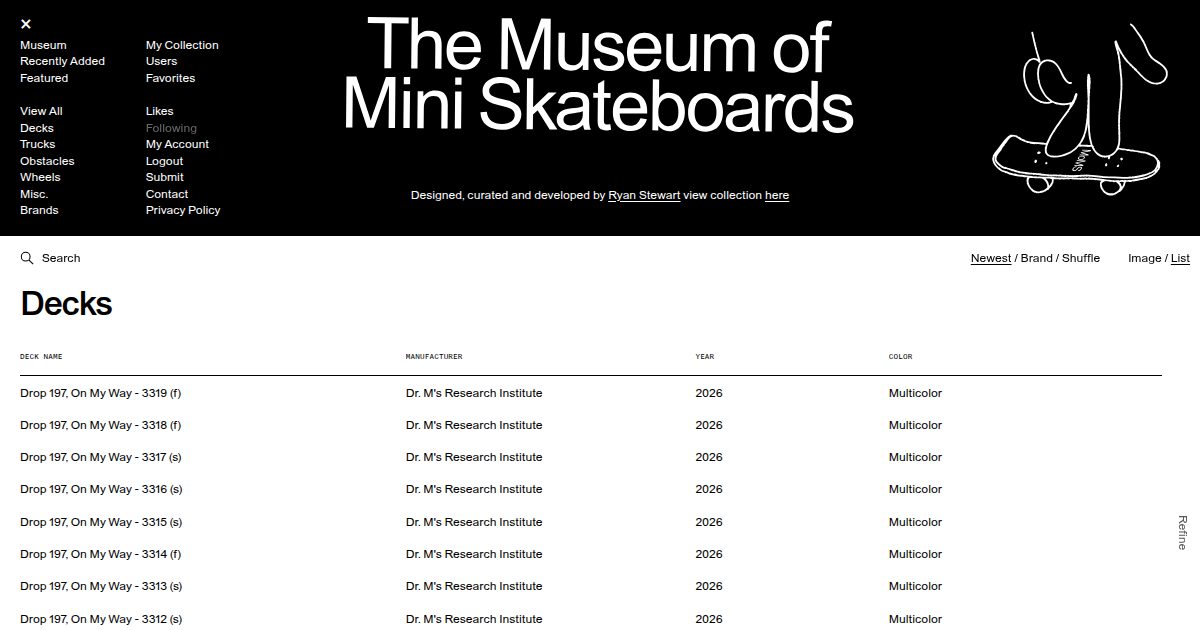 ×
Museum
Recently Added
Featured
View All
Decks
Trucks
Obstacles
Wheels
Misc.
Brands
My Collection
Users
Favorites
Likes
Following
My Account
Logout
Submit
Contact
Privacy Policy
The Museum of
Mini Skateboards
Designed, curated and developed by Ryan Stewart view collection here
MoMS
Search
Newest / Brand / Shuffle
Image / List
Decks
DECK NAME MANUFACTURER YEAR COLOR
Drop 197, On My Way - 3319 (f) Dr. M's Research Institute 2026 Multicolor
Drop 197, On My Way - 3318 (f) Dr. M's Research Institute 2026 Multicolor
Drop 197, On My Way - 3317 (s) Dr. M's Research Institute 2026 Multicolor
Drop 197, On My Way - 3316 (s) Dr. M's Research Institute 2026 Multicolor
Drop 197, On My Way - 3315 (s) Dr. M's Research Institute 2026 Multicolor
Drop 197, On My Way - 3314 (f) Dr. M's Research Institute 2026 Multicolor
Drop 197, On My Way - 3313 (s) Dr. M's Research Institute 2026 Multicolor
Drop 197, On My Way - 3312 (s) Dr. M's Research Institute 2026 Multicolor
Refine